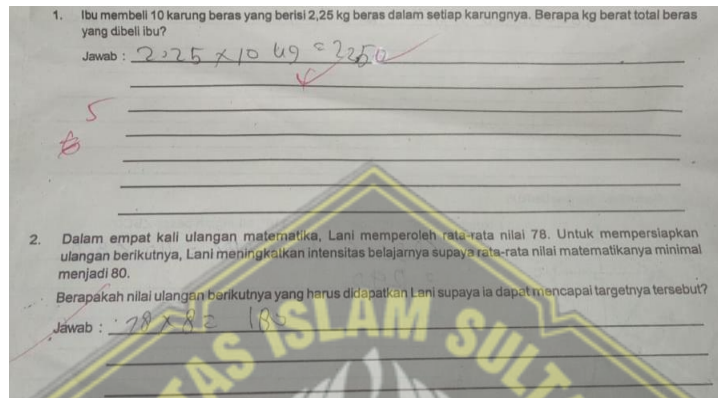 1. Ibu membeli 10 karung beras yang berisi 2,25 kg beras dalam setiap karungnya. Berapa kg berat total beras
yang dibeli ibu?
Jawab : 2,25 x 10 kg = 2250
5
2. Dalam empat kali ulangan matematika, Lani memperoleh rata-rata nilai 78. Untuk mempersiapkan
ulangan berikutnya, Lani meningkatkan intensitas belajarnya supaya rata-rata nilai matematikanya minimal
menjadi 80.
Berapakah nilai ulangan berikutnya yang harus didapatkan Lani supaya ia dapat mencapai targetnya tersebut?
Jawab : 78 x 8
TAS ISLAM SULT